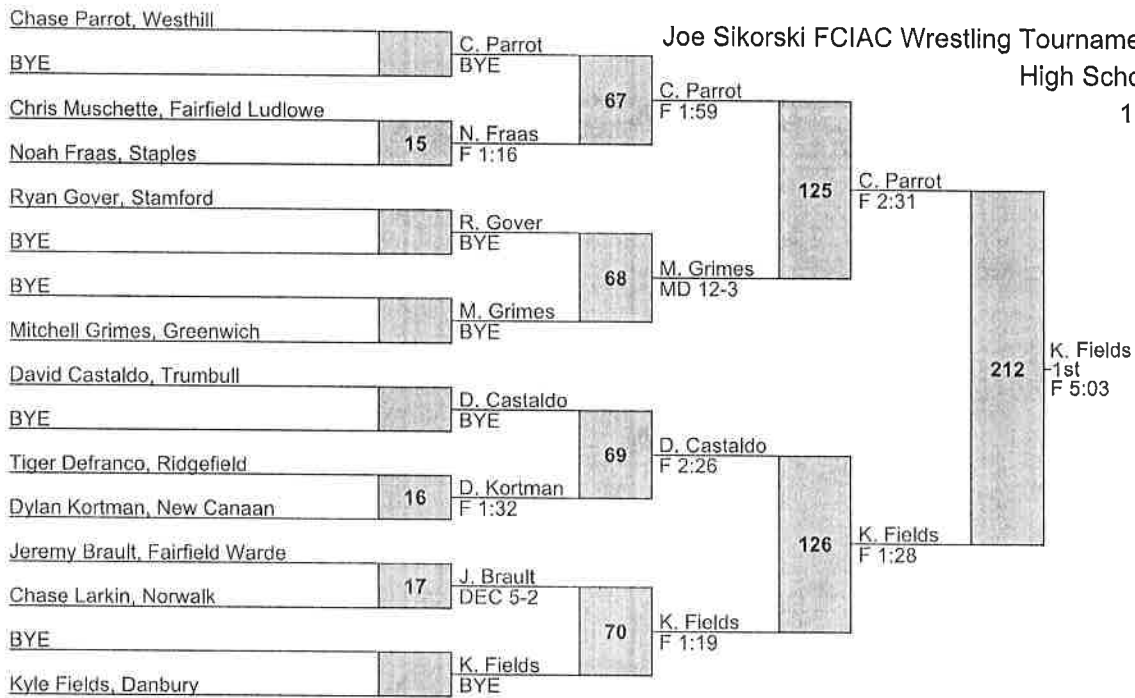 Joe Sikorski FCIAC Wrestling Tourname
High Scho
1
Chase Parrot, Westhill
BYE
C. Parrot
BYE
Chris Muschette, Fairfield Ludlowe
Noah Fraas, Staples
15
N. Fraas
F 1:16
67
C. Parrot
F 1:59
Ryan Gover, Stamford
BYE
R. Gover
BYE
BYE
Mitchell Grimes, Greenwich
M. Grimes
BYE
68
M. Grimes
MD 12-3
125
C. Parrot
F 2:31
David Castaldo, Trumbull
BYE
D. Castaldo
BYE
Tiger Defranco, Ridgefield
Dylan Kortman, New Canaan
16
D. Kortman
F 1:32
69
D. Castaldo
F 2:26
Jeremy Brault, Fairfield Warde
Chase Larkin, Norwalk
17
J. Brault
DEC 5-2
BYE
Kyle Fields, Danbury
K. Fields
BYE
70
K. Fields
F 1:19
126
K. Fields
F 1:28
212
K. Fields
1st
F 5:03